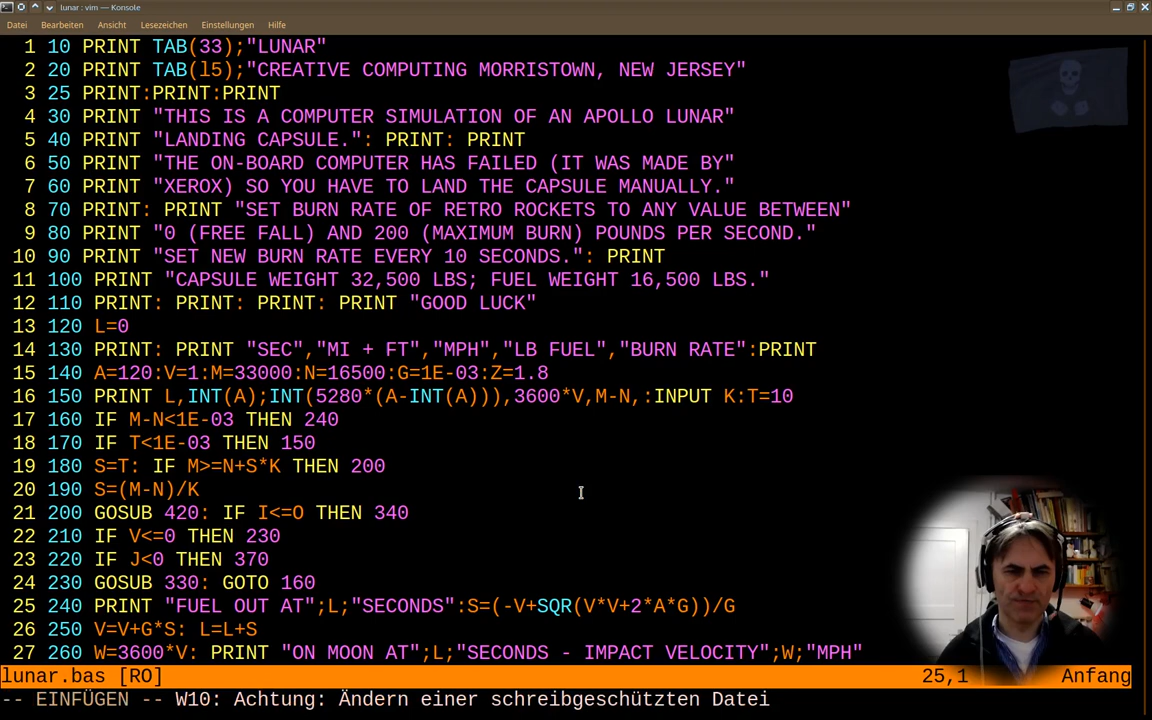 lunar : vim — Konsole
Datei Bearbeiten Ansicht Lesezeichen Einstellungen Hilfe
1 10 PRINT TAB(33);"LUNAR"
2 20 PRINT TAB(l5);"CREATIVE COMPUTING MORRISTOWN, NEW JERSEY"
3 25 PRINT:PRINT:PRINT
4 30 PRINT "THIS IS A COMPUTER SIMULATION OF AN APOLLO LUNAR"
5 40 PRINT "LANDING CAPSULE.": PRINT: PRINT
6 50 PRINT "THE ON-BOARD COMPUTER HAS FAILED (IT WAS MADE BY"
7 60 PRINT "XEROX) SO YOU HAVE TO LAND THE CAPSULE MANUALLY."
8 70 PRINT: PRINT "SET BURN RATE OF RETRO ROCKETS TO ANY VALUE BETWEEN"
9 80 PRINT "0 (FREE FALL) AND 200 (MAXIMUM BURN) POUNDS PER SECOND."
10 90 PRINT "SET NEW BURN RATE EVERY 10 SECONDS.": PRINT
11 100 PRINT "CAPSULE WEIGHT 32,500 LBS; FUEL WEIGHT 16,500 LBS."
12 110 PRINT: PRINT: PRINT: PRINT "GOOD LUCK"
13 120 L=0
14 130 PRINT: PRINT "SEC","MI + FT","MPH","LB FUEL","BURN RATE":PRINT
15 140 A=120:V=1:M=33000:N=16500:G=1E-03:Z=1.8
16 150 PRINT L,INT(A);INT(5280*(A-INT(A))),3600*V,M-N,:INPUT K:T=10
17 160 IF M-N<1E-03 THEN 240
18 170 IF T<1E-03 THEN 150
19 180 S=T: IF M>=N+S*K THEN 200
20 190 S=(M-N)/K
21 200 GOSUB 420: IF I<=O THEN 340
22 210 IF V<=0 THEN 230
23 220 IF J<0 THEN 370
24 230 GOSUB 330: GOTO 160
25 240 PRINT "FUEL OUT AT";L;"SECONDS":S=(-V+SQR(V*V+2*A*G))/G
26 250 V=V+G*S: L=L+S
27 260 W=3600*V: PRINT "ON MOON AT";L;"SECONDS - IMPACT VELOCITY";W;"MPH"
lunar.bas [RO] 25,1 Anfang
-- EINFÜGEN -- W10: Achtung: Ändern einer schreibgeschützten Datei